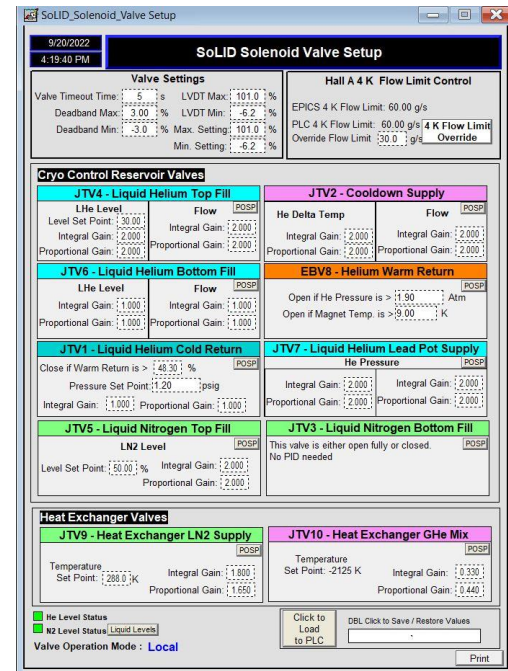 SoLID_Solenoid_Valve Setup
9/20/2022
4:19:40 PM
SoLID Solenoid Valve Setup
Valve Settings
Valve Timeout Time: 5 s LVDT Max: 101.0 %
Deadband Max: 3.00 % LVDT Min: -6.2 %
Deadband Min: -3.0 % Max. Setting: 101.0 %
Min. Setting: -6.2 %
Hall A 4 K Flow Limit Control
EPICS 4 K Flow Limit: 60.00 g/s
PLC 4 K Flow Limit: 60.00 g/s
Override Flow Limit 30.0 g/s
4 K Flow Limit
Override
Cryo Control Reservoir Valves
JTV4 - Liquid Helium Top Fill
LHe Level Flow POSP
Level Set Point: 30.00
Integral Gain: 2.000 Integral Gain: 2.000
Proportional Gain: 2.000 Proportional Gain: 2.000
JTV2 - Cooldown Supply
He Delta Temp Flow POSP
Integral Gain: 2.000 Integral Gain: 2.000
Proportional Gain: 2.000 Proportional Gain: 2.000
JTV6 - Liquid Helium Bottom Fill
LHe Level Flow POSP
Integral Gain: 1.000 Integral Gain: 1.000
Proportional Gain: 1.000 Proportional Gain: 1.000
EBV8 - Helium Warm Return
POSP
Open if He Pressure is > 1.90 Atm
Open if Magnet Temp. is > 9.00 K
JTV1 - Liquid Helium Cold Return
Close if Warm Return is > 48.30 % POSP
Pressure Set Point: 1.20 psig
Integral Gain: 1.000 Proportional Gain: 1.000
JTV7 - Liquid Helium Lead Pot Supply
He Pressure POSP
Integral Gain: 2.000 Integral Gain: 2.000
Proportional Gain: 2.000 Proportional Gain: 2.000
JTV5 - Liquid Nitrogen Top Fill
LN2 Level POSP
Level Set Point: 50.00 % Integral Gain: 2.000
Proportional Gain: 2.000
JTV3 - Liquid Nitrogen Bottom Fill
This valve is either open fully or closed. POSP
No PID needed
Heat Exchanger Valves
JTV9 - Heat Exchanger LN2 Supply
POSP
Temperature
Set Point: 288.0 K Integral Gain: 1.800
Proportional Gain: 1.650
JTV10 - Heat Exchanger GHe Mix
POSP
Temperature
Set Point: -2125 K Integral Gain: 0.330
Proportional Gain: 0.440
He Level Status
N2 Level Status Liquid Levels
Valve Operation Mode : Local
Click to
Load
to PLC
DBL Click to Save / Restore Values
Print